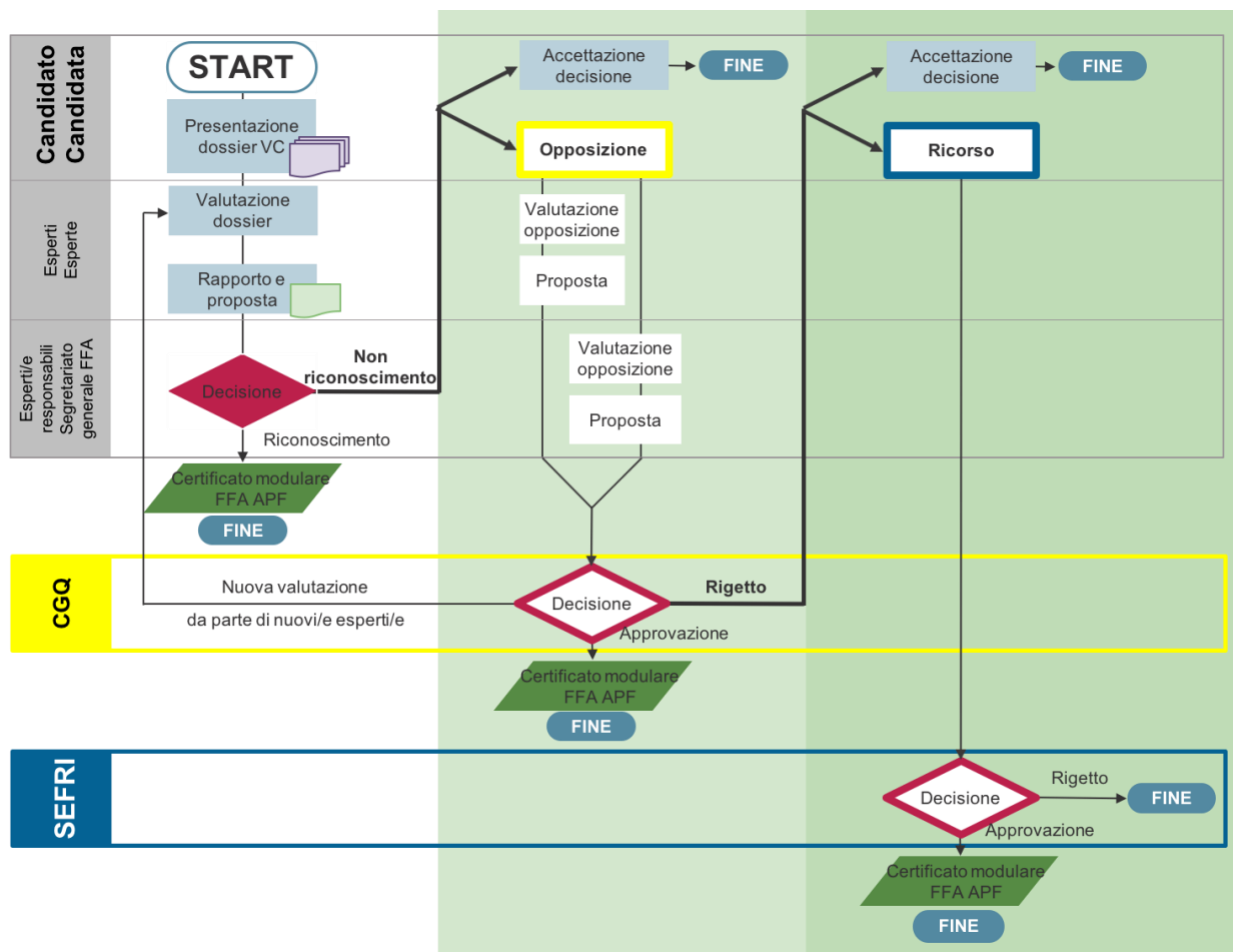 Candidato
Candidata
START
Presentazione
dossier VC
Accettazione
decisione
FINE
Opposizione
Accettazione
decisione
FINE
Ricorso
Esperti
Esperte
Valutazione
dossier
Rapporto e
proposta
Valutazione
opposizione
Proposta
Esperti/e
responsabili
Segretariato
generale FFA
Decisione
Non
riconoscimento
Riconoscimento
Valutazione
opposizione
Proposta
Certificato modulare
FFA APF
FINE
CGQ
Nuova valutazione
da parte di nuovi/e esperti/e
Decisione
Rigetto
Approvazione
Certificato modulare
FFA APF
FINE
SEFRI
Decisione
Rigetto
FINE
Approvazione
Certificato modulare
FFA APF
FINE